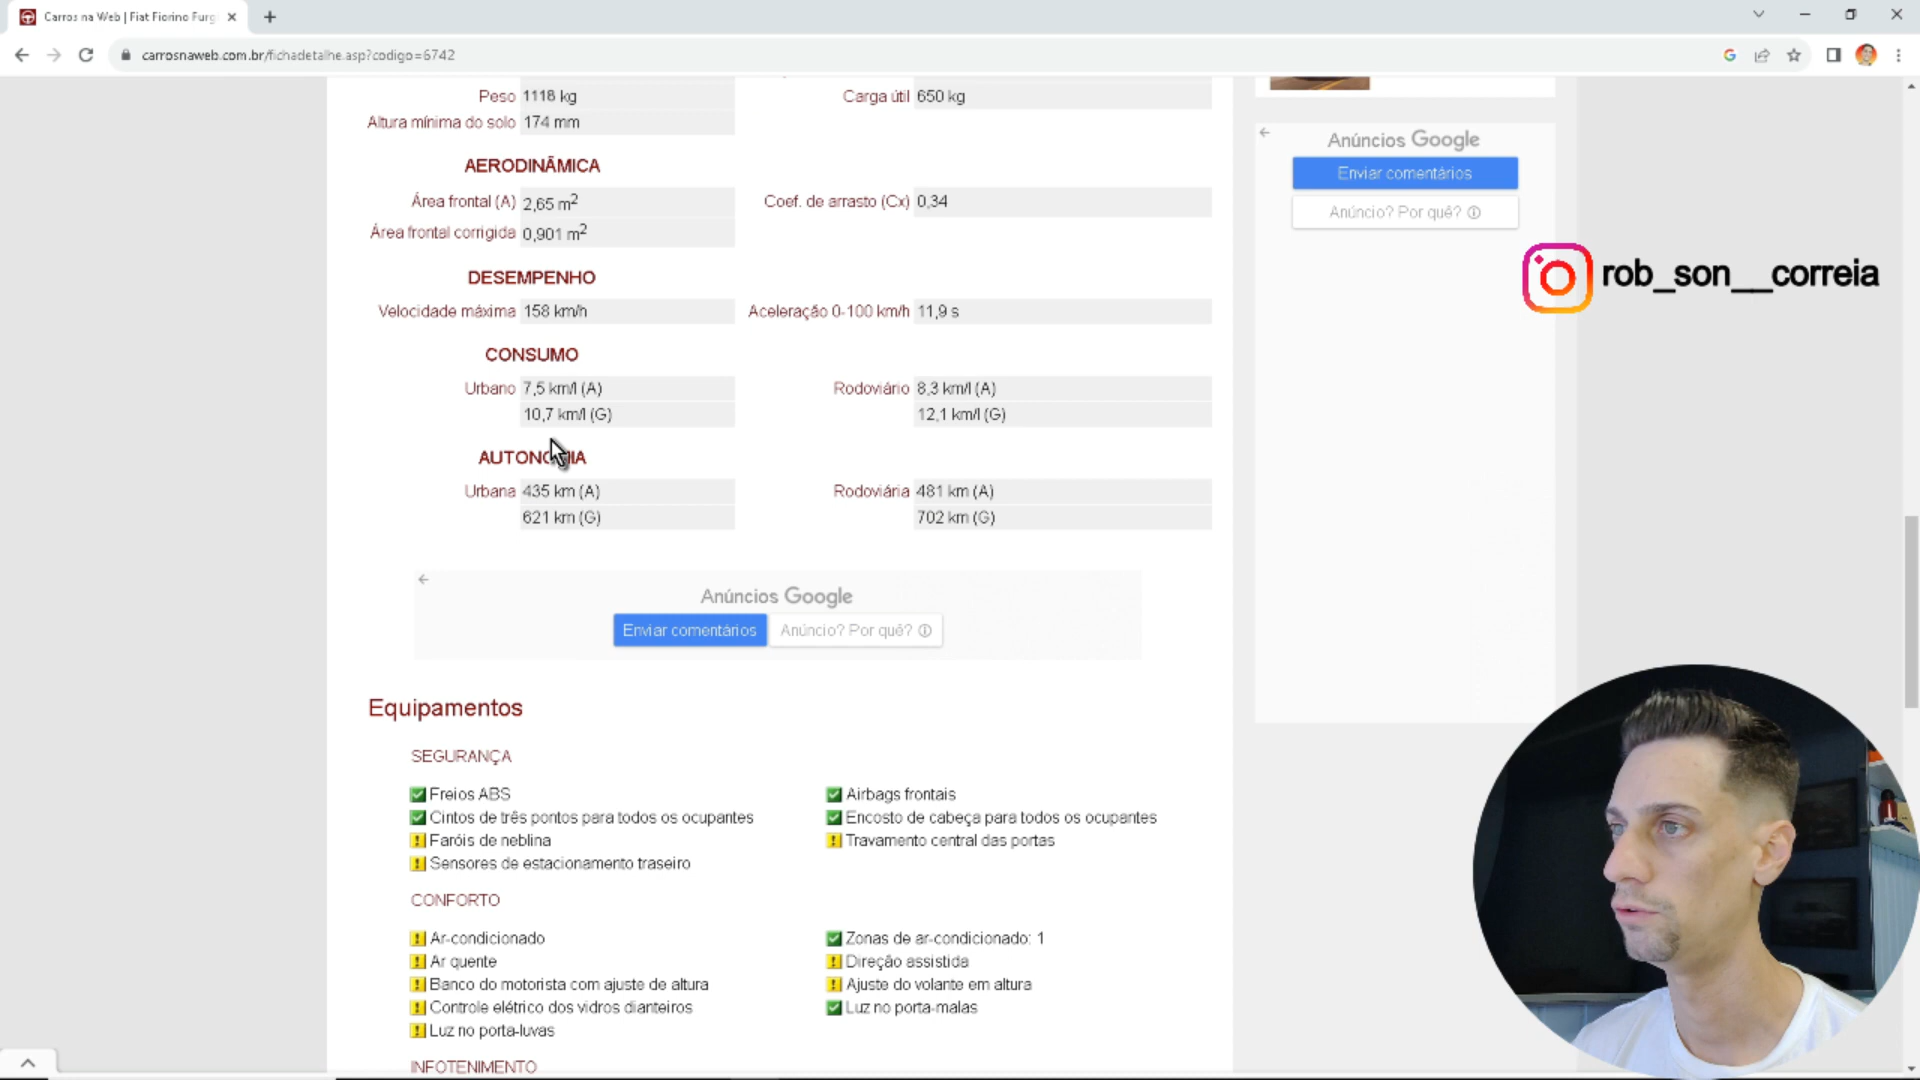 Carros na Web | Fiat Fiorino Furg
carrosnaweb.com.br/fichadetalhe.asp?codigo=6742
Peso 1118 kg Carga útil 650 kg
Altura mínima do solo 174 mm
AERODINÂMICA
Área frontal (A) 2,65 m² Coef. de arrasto (Cx) 0,34
Área frontal corrigida 0,901 m²
DESEMPENHO
Velocidade máxima 158 km/h Aceleração 0-100 km/h 11,9 s
CONSUMO
Urbano 7,5 km/l (A) Rodoviário 8,3 km/l (A)
10,7 km/l (G) 12,1 km/l (G)
AUTONOMIA
Urbana 435 km (A) Rodoviária 481 km (A)
621 km (G) 702 km (G)
Anúncios Google
Enviar comentários Anúncio? Por quê?
Equipamentos
SEGURANÇA
Freios ABS Airbags frontais
Cintos de três pontos para todos os ocupantes Encosto de cabeça para todos os ocupantes
Faróis de neblina Travamento central das portas
Sensores de estacionamento traseiro
CONFORTO
Ar-condicionado Zonas de ar-condicionado: 1
Ar quente Direção assistida
Banco do motorista com ajuste de altura Ajuste do volante em altura
Controle elétrico dos vidros dianteiros Luz no porta-malas
Luz no porta-luvas
INFOTENIMENTO
Anúncios Google
Enviar comentários
Anúncio? Por quê?
rob_son__correia